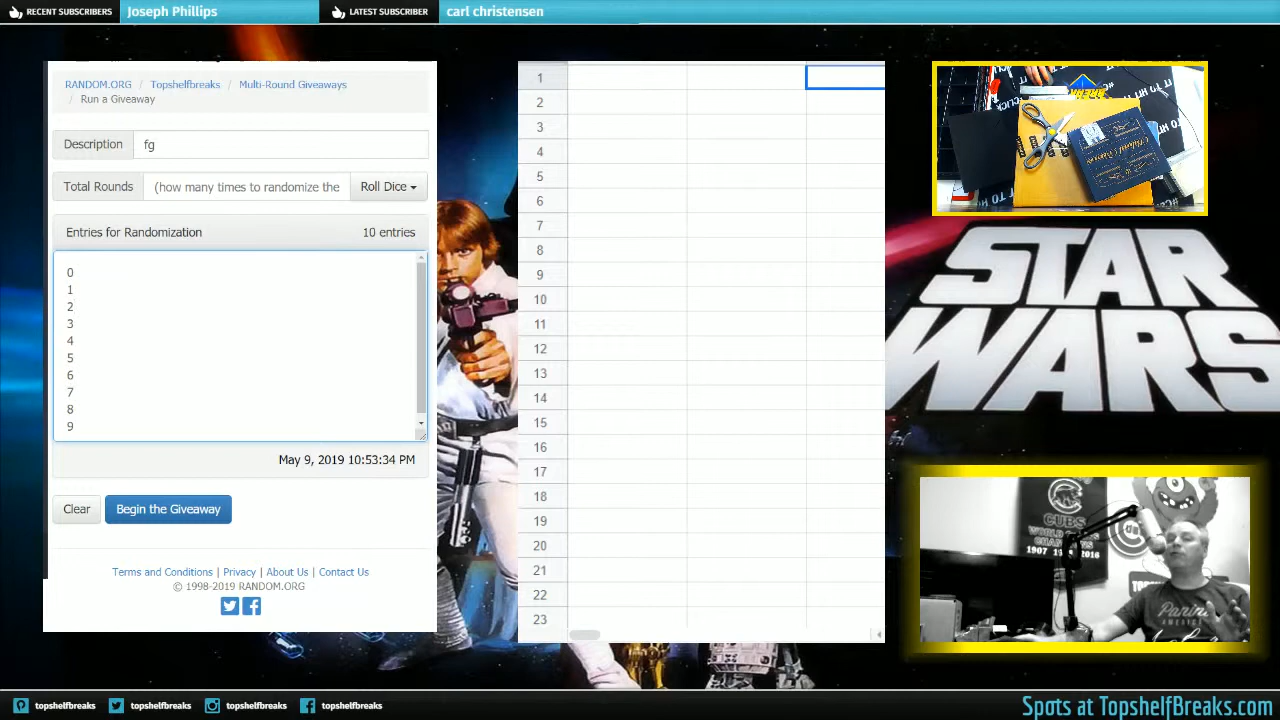 RECENT SUBSCRIBERS Joseph Phillips LATEST SUBSCRIBER carl christensen
RANDOM.ORG / Topshelfbreaks / Multi-Round Giveaways
/ Run a Giveaway
Description fg
Total Rounds (how many times to randomize the Roll Dice
Entries for Randomization 10 entries
0
1
2
3
4
5
6
7
8
9
May 9, 2019 10:53:34 PM
Clear Begin the Giveaway
Terms and Conditions | Privacy | About Us | Contact Us
© 1998-2019 RANDOM.ORG
1
2
3
4
5
6
7
8
9
10
11
12
13
14
15
16
17
18
19
20
21
22
23
STAR
WARS
CUBS
Panini
AMERICA
topshelfbreaks topshelfbreaks topshelfbreaks topshelfbreaks
Spots at TopshelfBreaks.com